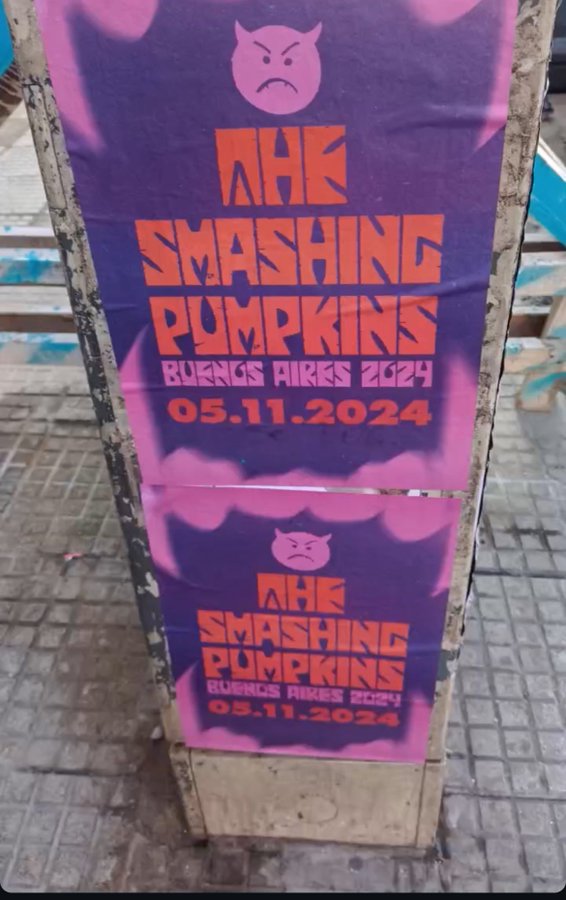 THE
SMASHING
PUMPKINS
BUENOS AIRES 2024
05.11.2024
THE
SMASHING
PUMPKINS
BUENOS AIRES 2024
05.11.2024